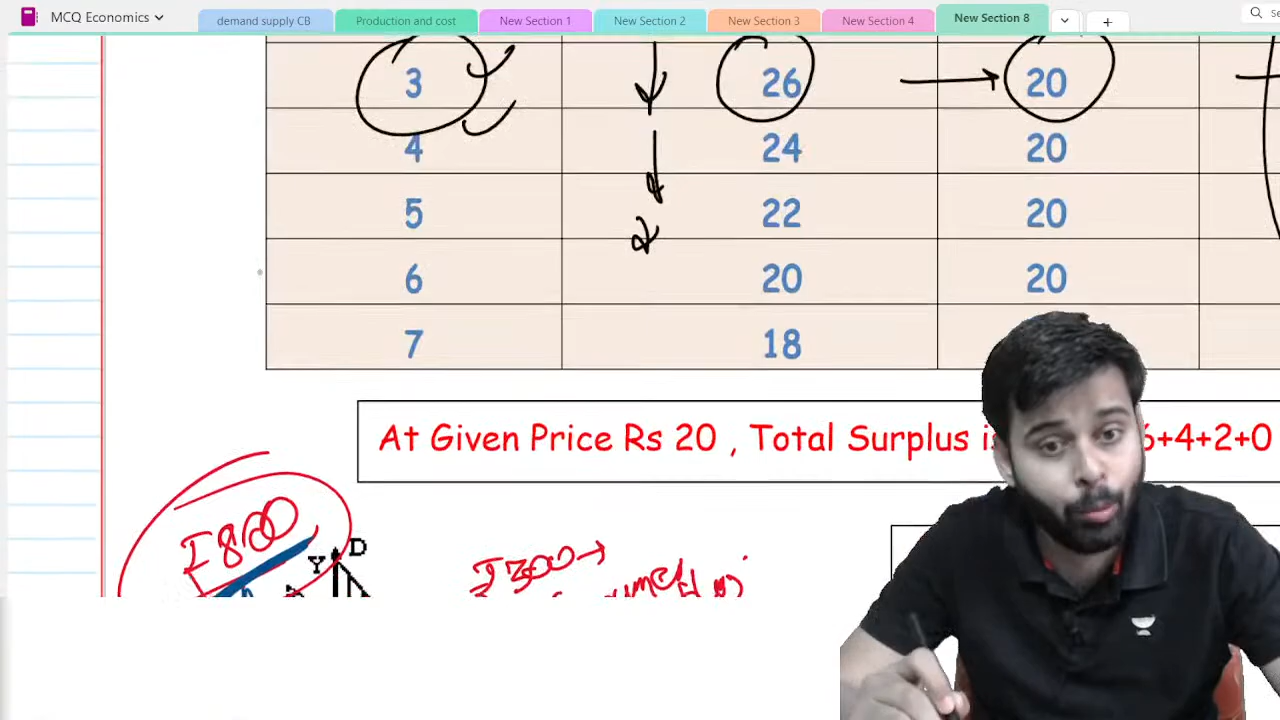 MCQ Economics
demand supply CB
Production and cost
New Section 1
New Section 2
New Section 3
New Section 4
New Section 8
3 26 20
4 24 20
5 22 20
6 20 20
7 18
At Given Price Rs 20 , Total Surplus is 6+4+2+0
₹800
Y D
₹300